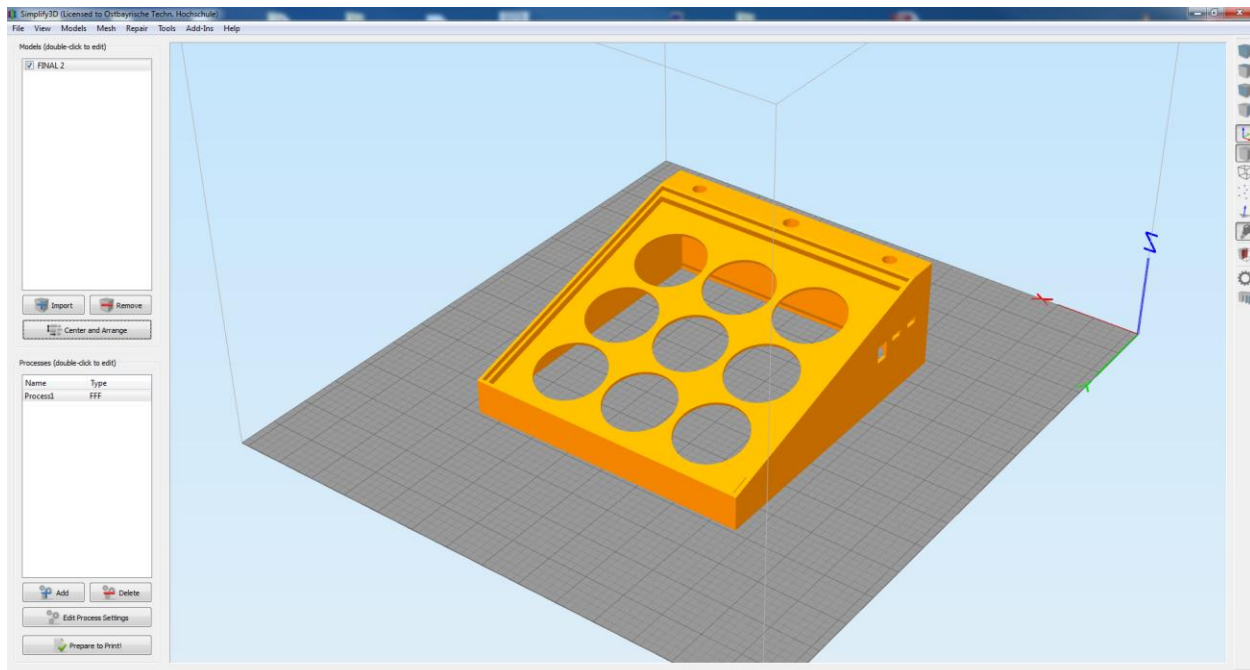 Simplify3D (Licensed to Ostbayrische Techn. Hochschule)
File View Models Mesh Repair Tools Add-Ins Help
Models (double-click to edit)
FINAL 2
Import Remove
Center and Arrange
Processes (double-click to edit)
Name Type
Process1 FFF
Add Delete
Edit Process Settings
Prepare to Print!